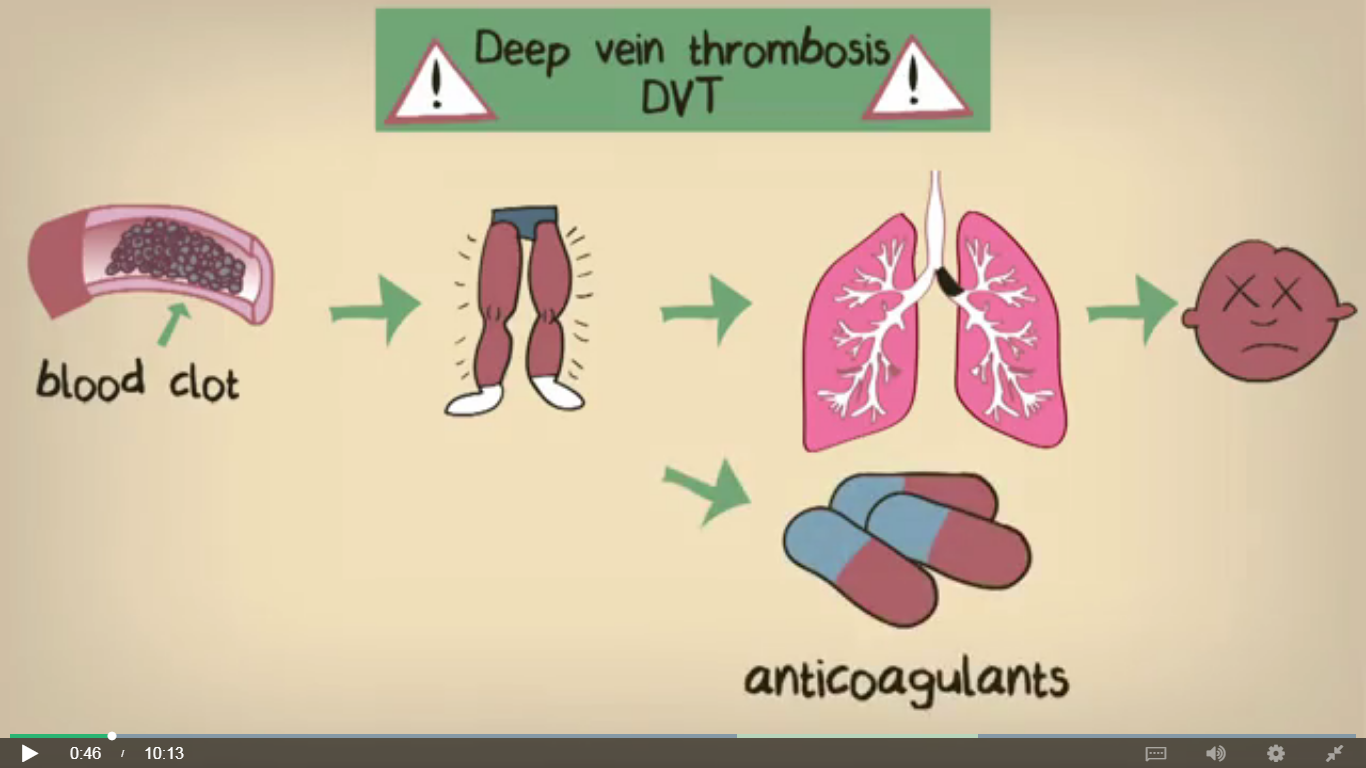 Deep vein thrombosis
DVT
blood clot
anticoagulants
0:46 / 10:13